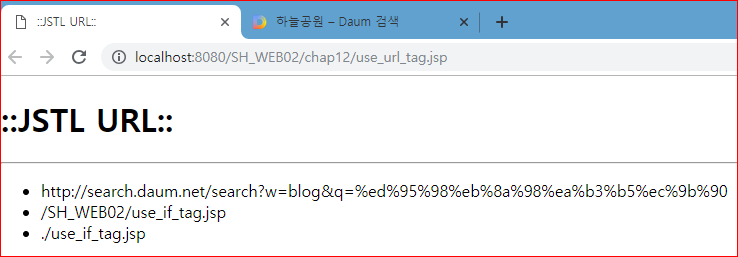 ::JSTL URL::
하늘공원 – Daum 검색
localhost:8080/SH_WEB02/chap12/use_url_tag.jsp
::JSTL URL::
http://search.daum.net/search?w=blog&q=%ed%95%98%eb%8a%98%ea%b3%b5%ec%9b%90
/SH_WEB02/use_if_tag.jsp
./use_if_tag.jsp